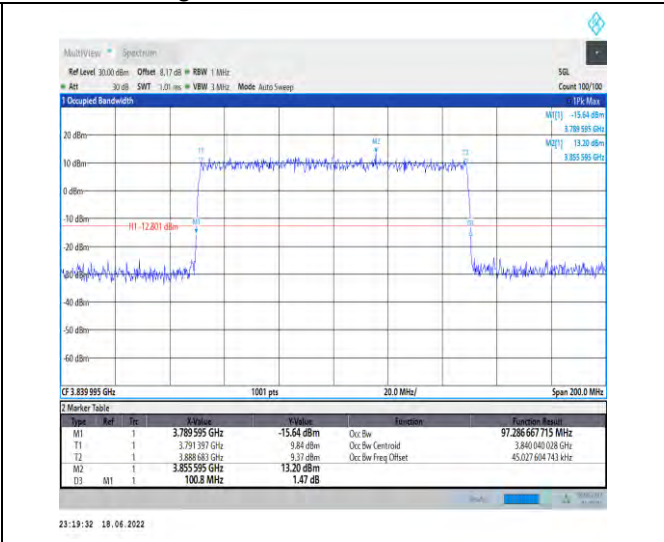 MultiView Spectrum
Ref Level 30.00 dBm Offset 8.17 dB RBW 1 MHz SGL
Att 30 dB SWT 1.01 ms VBW 3 MHz Mode Auto Sweep Count 100/100
1 Occupied Bandwidth 1Pk Max
M1[1] -15.64 dBm
3.789 595 GHz
M2[1] 13.20 dBm
3.855 595 GHz
20 dBm
M2
T1
T2
10 dBm
0 dBm
-10 dBm
M1
D3
H1 -12.801 dBm
-20 dBm
-30 dBm
-40 dBm
-50 dBm
-60 dBm
CF 3.839 995 GHz 1001 pts 20.0 MHz/ Span 200.0 MHz
2 Marker Table
Type Ref Trc X-Value Y-Value Function Function Result
M1 1 3.789 595 GHz -15.64 dBm Occ Bw 97.286 667 715 MHz
T1 1 3.791 397 GHz 9.84 dBm Occ Bw Centroid 3.840 040 028 GHz
T2 1 3.888 683 GHz 9.37 dBm Occ Bw Freq Offset 45.027 604 743 kHz
M2 1 3.855 595 GHz 13.20 dBm
D3 M1 1 100.8 MHz 1.47 dB
23:19:32 18.06.2022